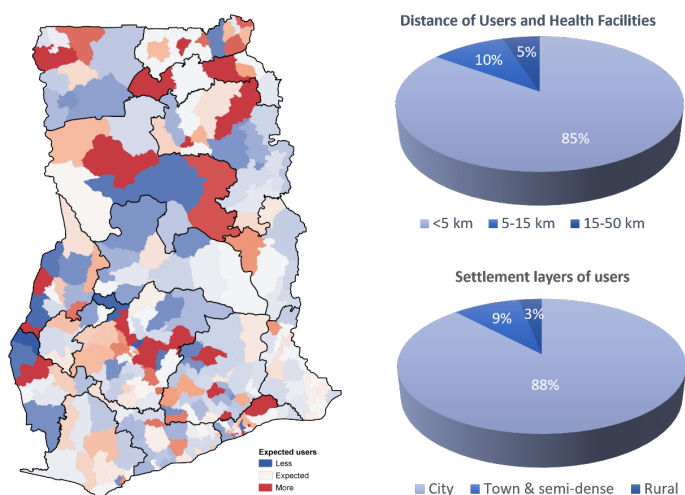 Distance of Users and Health Facilities
5%
10%
85%
<5 km 5-15 km 15-50 km
Settlement layers of users
3%
9%
88%
City Town & semi-dense Rural
Expected users
Less
Expected
More